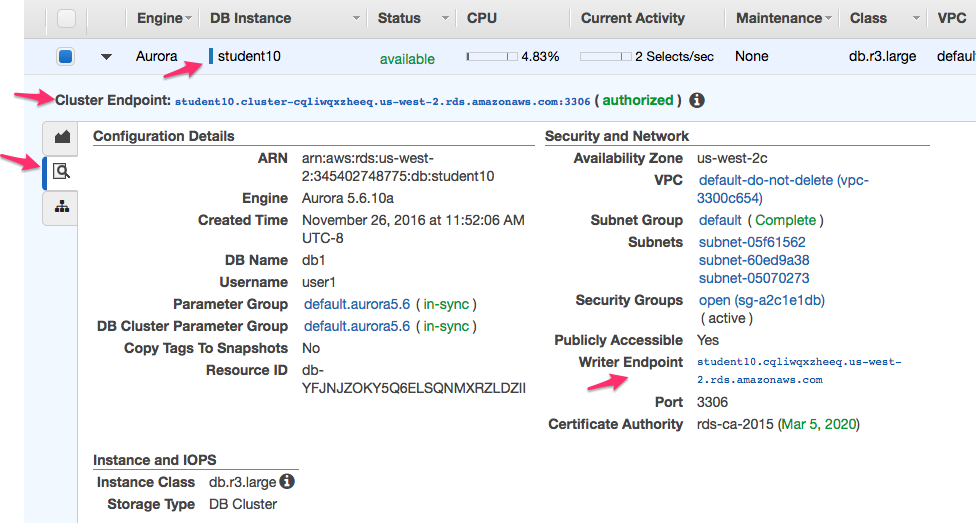 Engine DB Instance Status CPU Current Activity Maintenance Class VPC
Aurora student10 available 4.83% 2 Selects/sec None db.r3.large defau
Cluster Endpoint: student10.cluster-cqliwqxzheeq.us-west-2.rds.amazonaws.com:3306 ( authorized )
Configuration Details
ARN arn:aws:rds:us-west-
2:345402748775:db:student10
Engine Aurora 5.6.10a
Created Time November 26, 2016 at 11:52:06 AM
UTC-8
DB Name db1
Username user1
Parameter Group default.aurora5.6 ( in-sync )
DB Cluster Parameter Group default.aurora5.6 ( in-sync )
Copy Tags To Snapshots No
Resource ID db-
YFJNJZOKY5Q6ELSQNMXRZLDZII
Security and Network
Availability Zone us-west-2c
VPC default-do-not-delete (vpc-
3300c654)
Subnet Group default ( Complete )
Subnets subnet-05f61562
subnet-60ed9a38
subnet-05070273
Security Groups open (sg-a2c1e1db)
( active )
Publicly Accessible Yes
Writer Endpoint student10.cqliwqxzheeq.us-west-
2.rds.amazonaws.com
Port 3306
Certificate Authority rds-ca-2015 (Mar 5, 2020)
Instance and IOPS
Instance Class db.r3.large
Storage Type DB Cluster